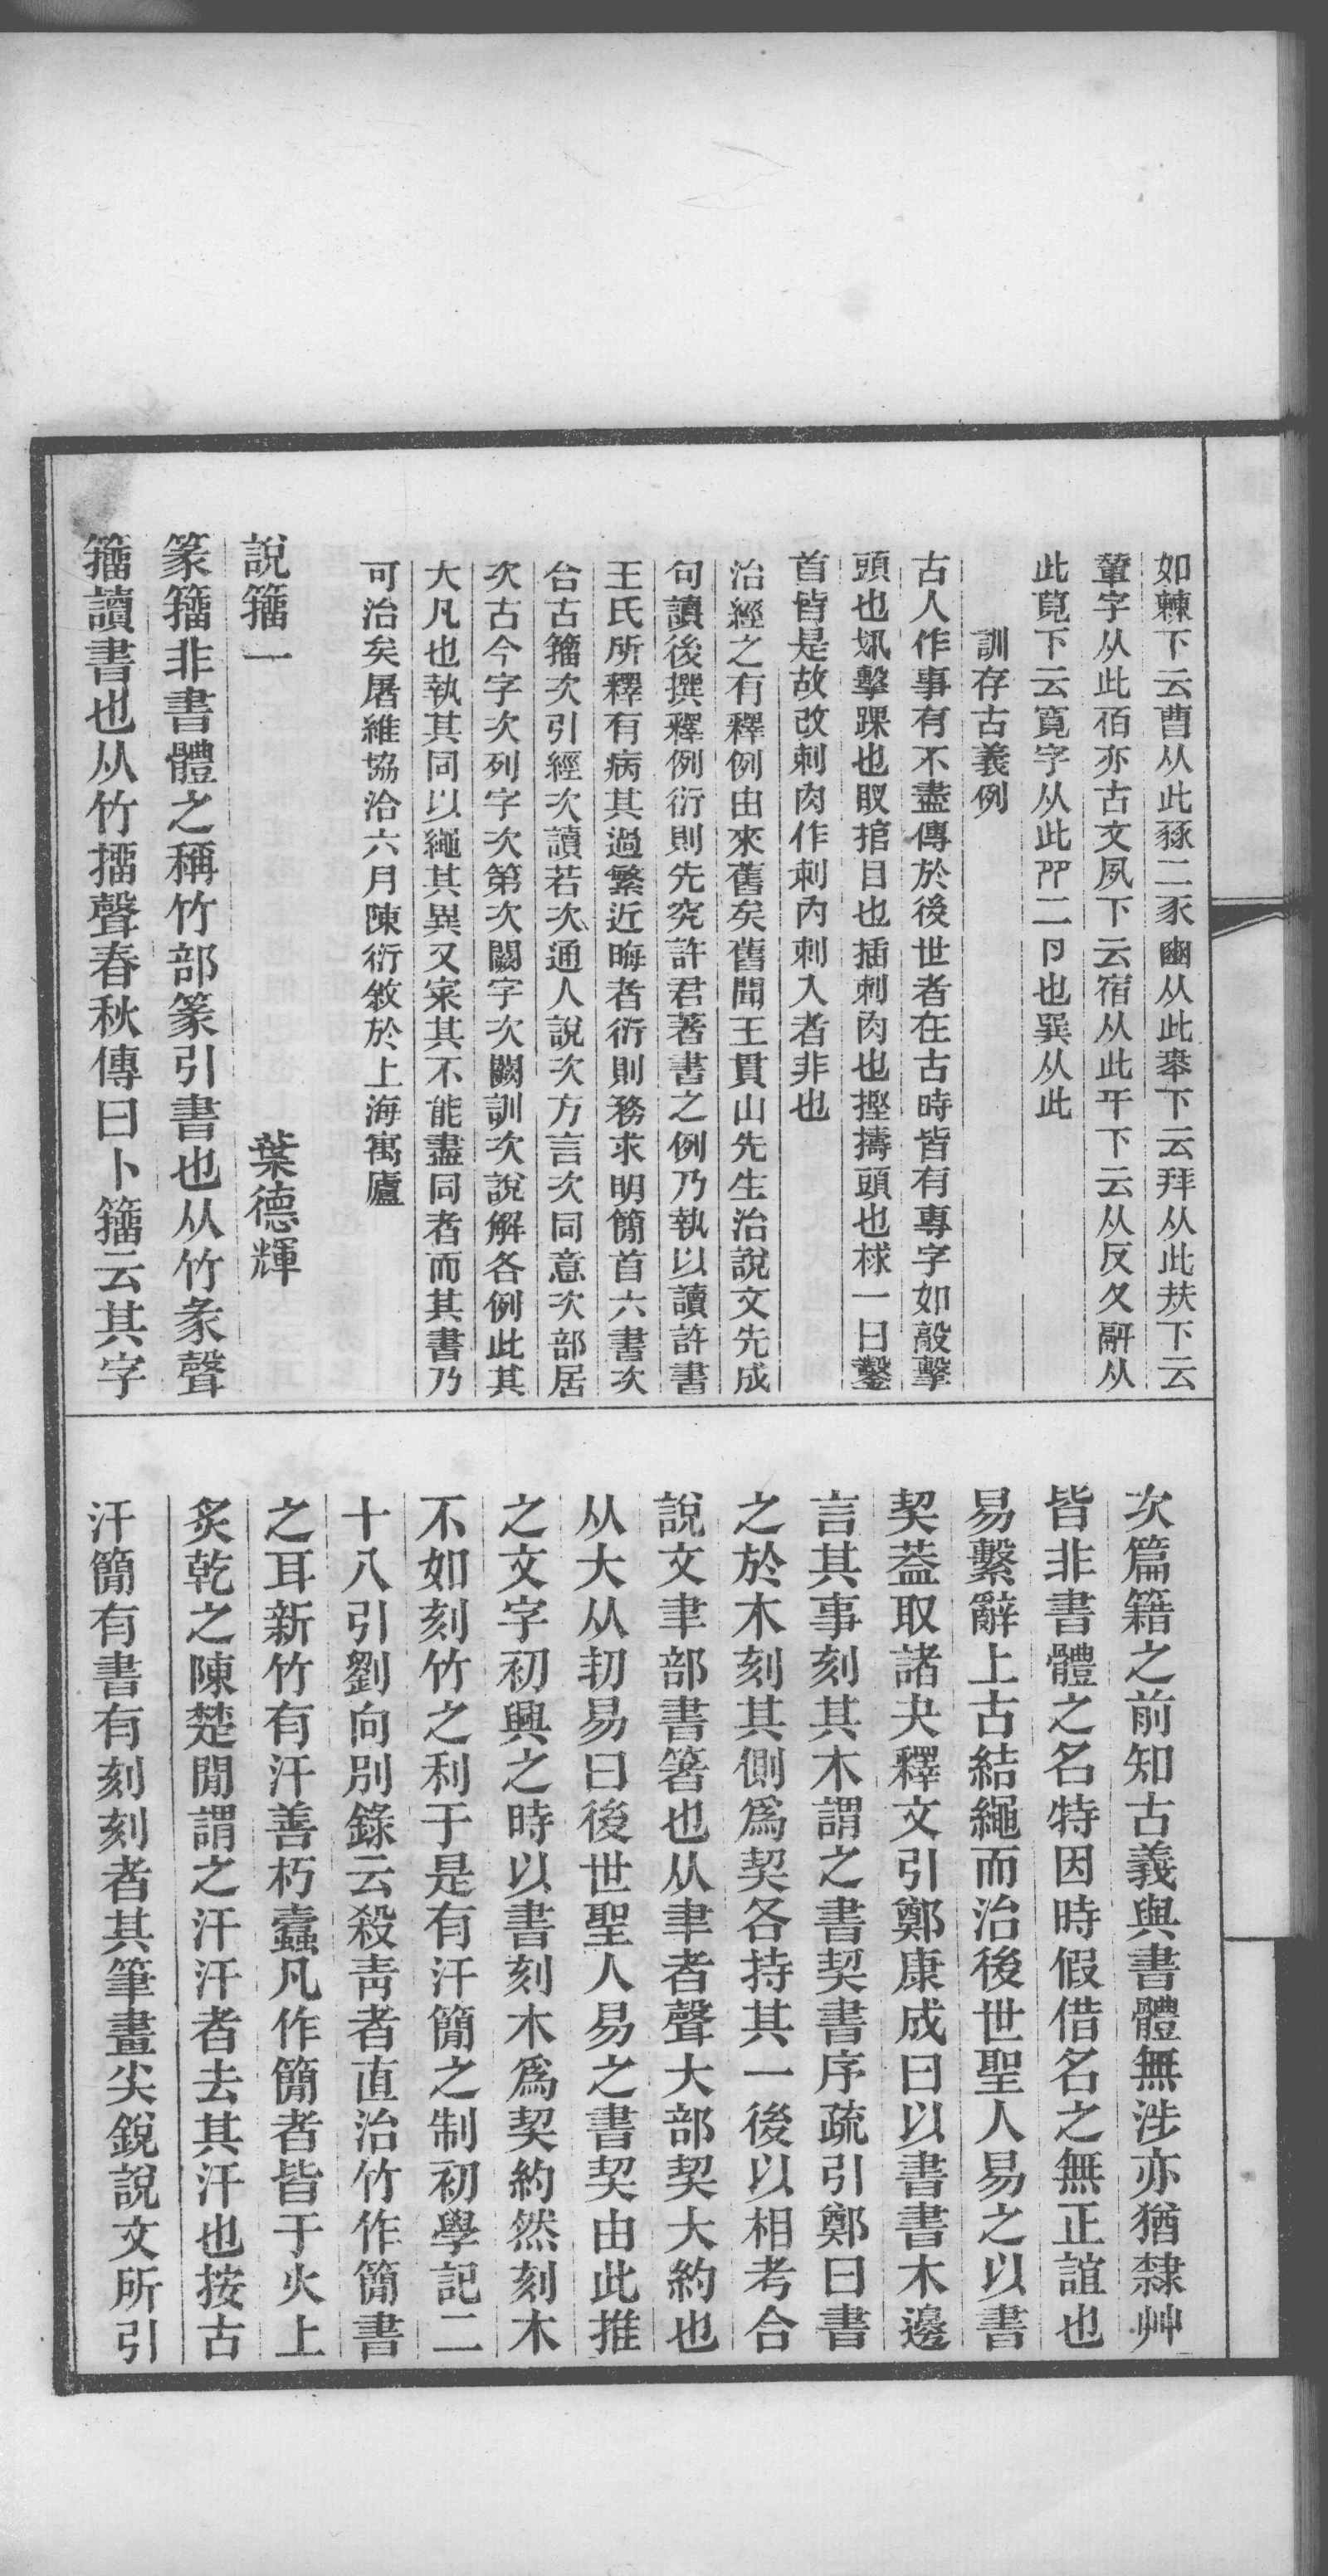 如𣍘下云曹从此豩二豕豳从此𡴀下云拜从此㚘下云
輦字从此㐁亦古文夙下云宿从此𠀚下云从反夂𦫵从
此莧下云寬字从此𠨍二卪也巽从此
訓存古義例
古人作事有不盡傳於後世者在古時皆有專字如毃擊
頭也㧗擊踝也䀏掐目也插刺肉也摼擣頭也梂一曰鑿
首皆是故改刺肉作刺內刺入者非也
治經之有釋例由來舊矣舊聞王貫山先生治說文先成
句讀後撰釋例衍則先究許君著書之例乃執以讀許書
王氏所釋有病其過繁近晦者衍則務求明簡首六書次
合古籀次引經次讀若次通人說次方言次同意次部居
次古今字次列字次第次闕字次闕訓次說解各例此其
大凡也執其同以繩其異又家其不能盡同者而其書乃
可治矣屠維協洽六月陳衍敘於上海寓廬
說籀一 葉德輝
篆籀非書體之稱竹部篆引書也从竹彖聲
籀讀書也从竹擂聲春秋傳曰卜籀云其字
次篇籍之前知古義與書體無涉亦猶隸艸
皆非書體之名特因時假借名之無正誼也
易繫辭上古結繩而治後世聖人易之以書
契葢取諸夬釋文引鄭康成曰以書書木邊
言其事刻其木謂之書契書序疏引鄭曰書
之於木刻其側爲契各持其一後以相考合
說文聿部書箸也从聿者聲大部契大約也
从大从㓞易曰後世聖人易之書契由此推
之文字初興之時以書刻木爲契約然刻木
不如刻竹之利于是有汗簡之制初學記二
十八引劉向別錄云殺靑者直治竹作簡書
之耳新竹有汗善朽蠹凡作簡者皆于火上
炙乾之陳楚閒謂之汗汗者去其汗也按古
汗簡有書有刻刻者其筆畫尖銳說文所引